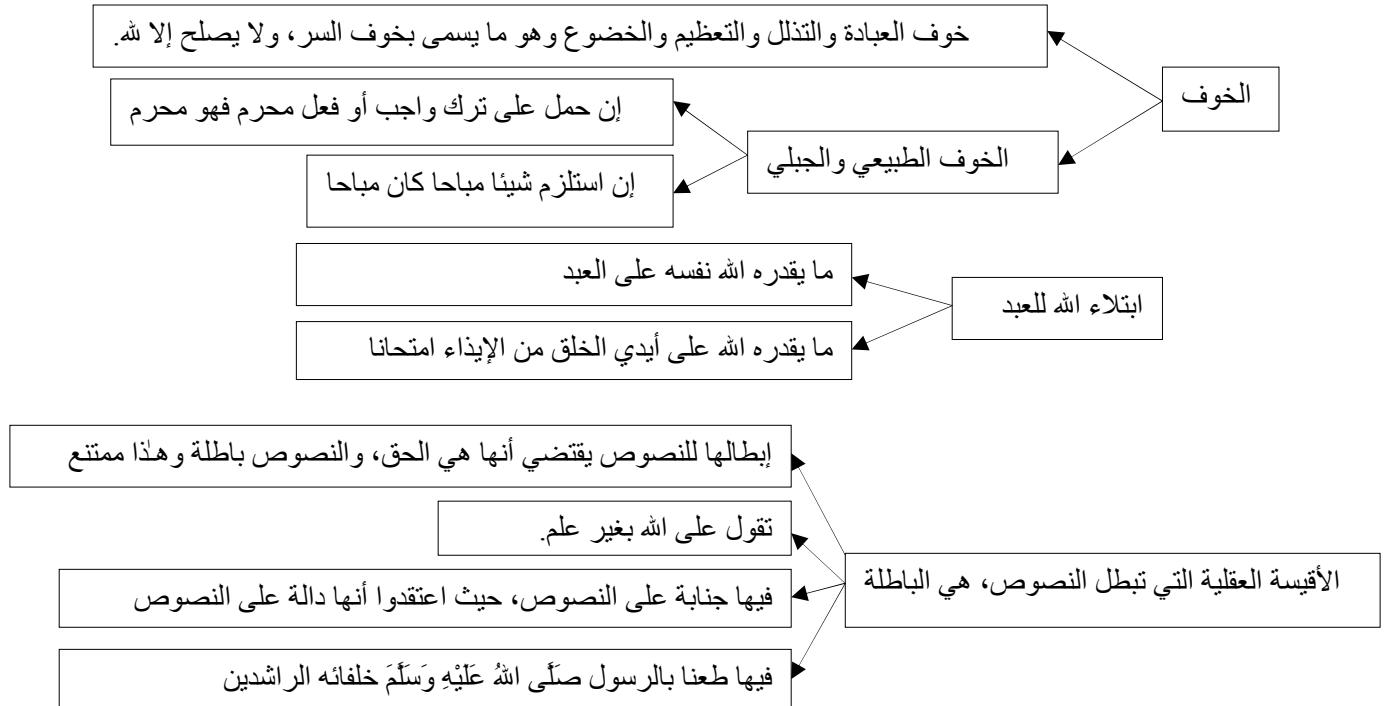 خوف العبادة والتذلل والتعظيم والخضوع وهو ما يسمى بخوف السر، ولا يصلح إلا لله.
الخوف
إن حمل على ترك واجب أو فعل محرم فهو محرم
الخوف الطبيعي والجبلي
إن استلزم شيئا مباحا كان مباحا
ما يقدره الله نفسه على العبد
ابتلاء الله للعبد
ما يقدره الله على أيدي الخلق من الإيذاء امتحانا
إبطالها للنصوص يقتضي أنها هي الحق، والنصوص باطلة وهذا ممتنع
تقول على الله بغير علم.
الأقيسة العقلية التي تبطل النصوص، هي الباطلة
فيها جنابة على النصوص، حيث اعتقدوا أنها دالة على النصوص
فيها طعنا بالرسول صَلَّى اللهُ عَلَيْهِ وَسَلَّمَ خلفائه الراشدين